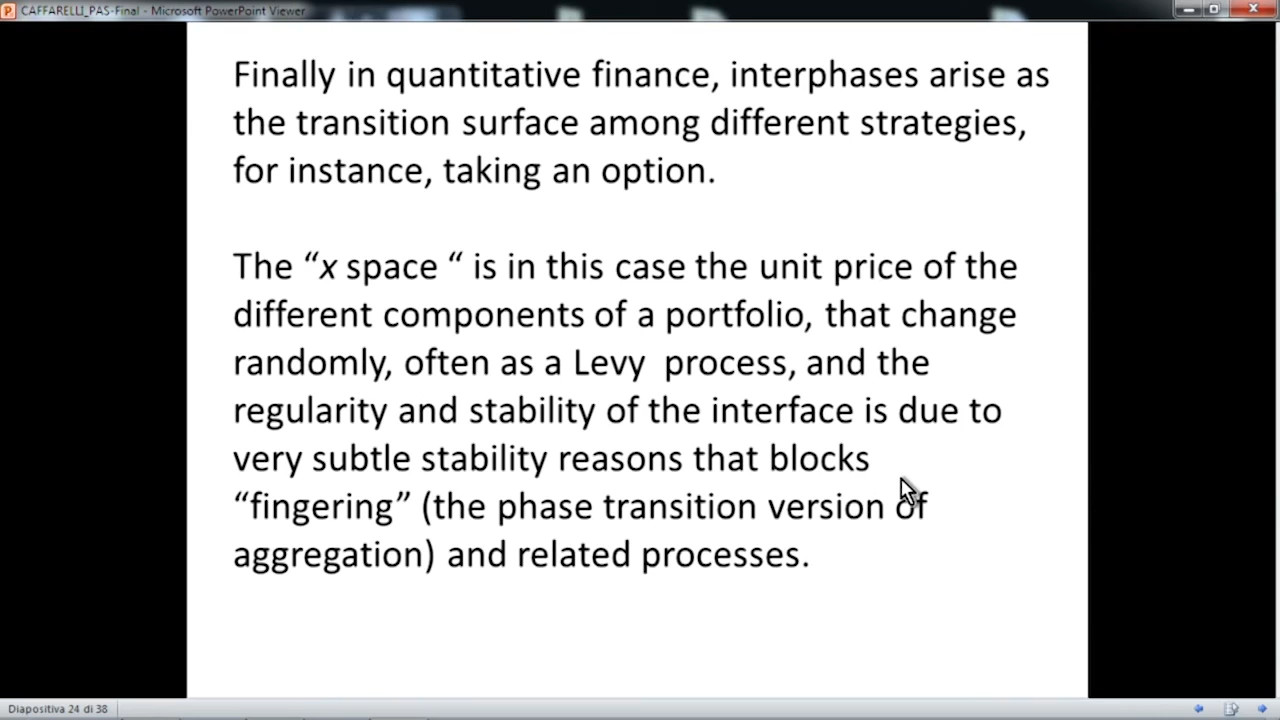 CAFFARELLI_PAS-Final - Microsoft PowerPoint Viewer
Finally in quantitative finance, interphases arise as
the transition surface among different strategies,
for instance, taking an option.
The “x space “ is in this case the unit price of the
different components of a portfolio, that change
randomly, often as a Levy  process, and the
regularity and stability of the interface is due to
very subtle stability reasons that blocks
“fingering” (the phase transition version of
aggregation) and related processes.
Diapositiva 24 di 38